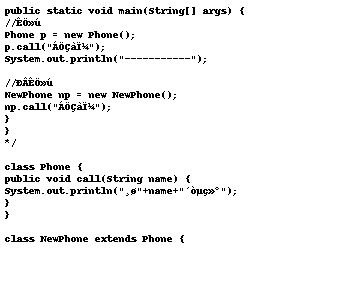 public static void main(String[] args) {
//ÊÖ»ú
Phone p = new Phone();
p.call("ÁÖÇàÏ¼");
System.out.println("-----------");
//ÐÂÊÖ»ú
NewPhone np = new NewPhone();
np.call("ÁÖÇàÏ¼");
}
}
*/
class Phone {
public void call(String name) {
System.out.println("¸ø"+name+"´òµç»°");
}
}
class NewPhone extends Phone {